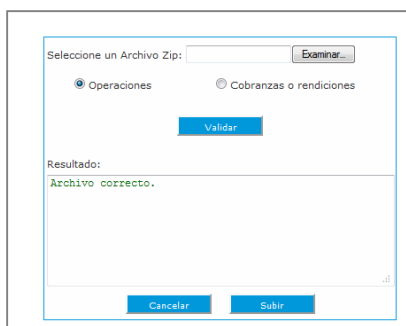 Seleccione un Archivo Zip: Examinar...
Operaciones Cobranzas o rendiciones
Validar
Resultado:
Archivo correcto.
Cancelar Subir